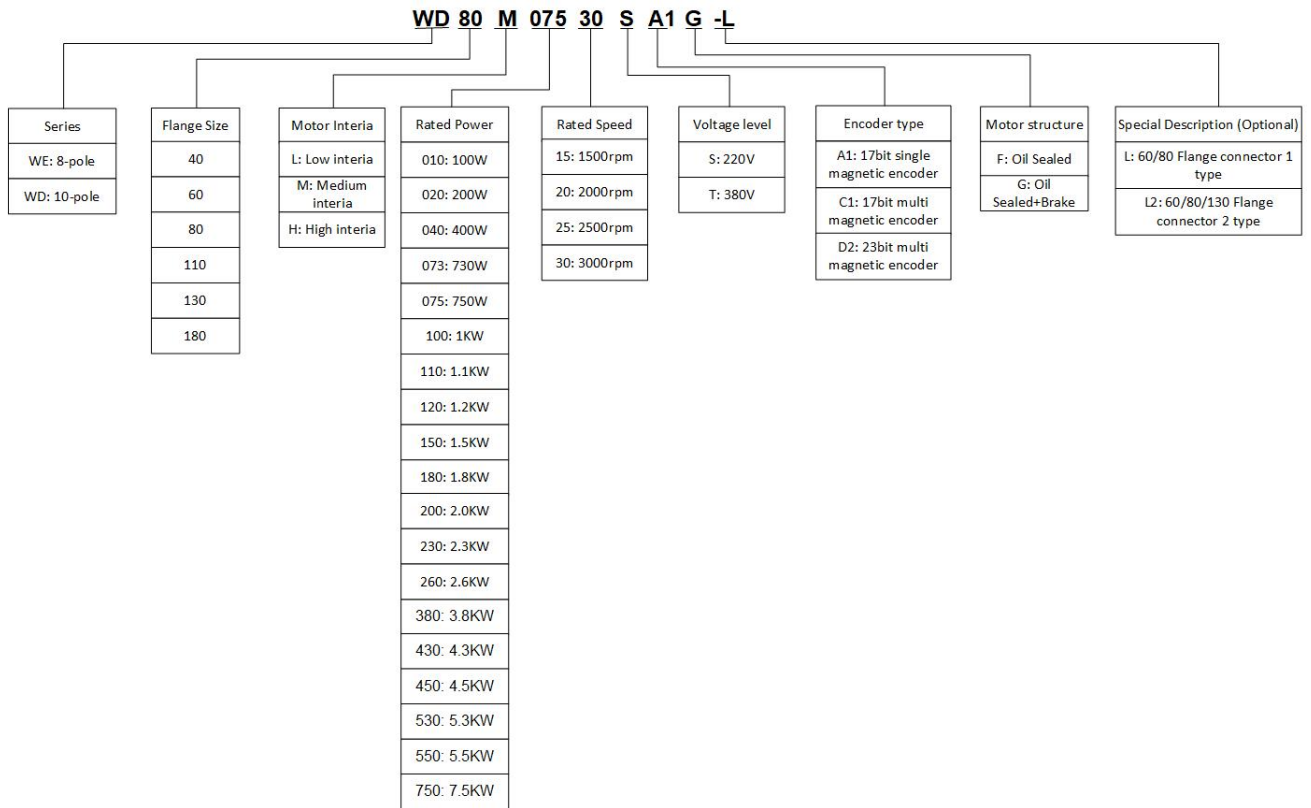 WD 80 M 075 30 S A1 G -L
Series
WE: 8-pole
WD: 10-pole
Flange Size
40
60
80
110
130
180
Motor Interia
L: Low interia
M: Medium
interia
H: High interia
Rated Power
010: 100W
020: 200W
040: 400W
073: 730W
075: 750W
100: 1KW
110: 1.1KW
120: 1.2KW
150: 1.5KW
180: 1.8KW
200: 2.0KW
230: 2.3KW
260: 2.6KW
380: 3.8KW
430: 4.3KW
450: 4.5KW
530: 5.3KW
550: 5.5KW
750: 7.5KW
Rated Speed
15: 1500rpm
20: 2000rpm
25: 2500rpm
30: 3000rpm
Voltage level
S: 220V
T: 380V
Encoder type
A1: 17bit single
magnetic encoder
C1: 17bit multi
magnetic encoder
D2: 23bit multi
magnetic encoder
Motor structure
F: Oil Sealed
G: Oil
Sealed+Brake
Special Description (Optional)
L: 60/80 Flange connector 1
type
L2: 60/80/130 Flange
connector 2 type